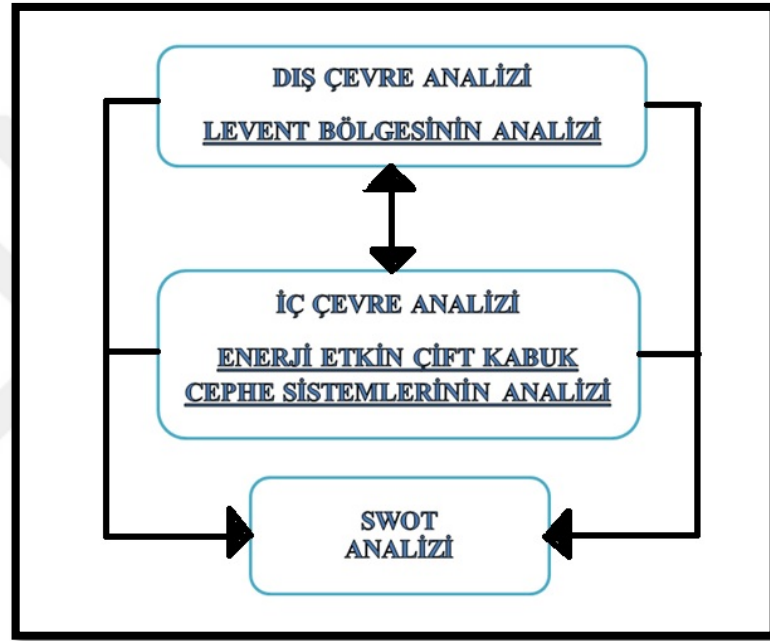 DIŞ ÇEVRE ANALİZİ
LEVENT BÖLGESİNİN ANALİZİ
İÇ ÇEVRE ANALİZİ
ENERJİ ETKİN ÇİFT KABUK
CEPHE SİSTEMLERİNİN ANALİZİ
SWOT
ANALİZİ